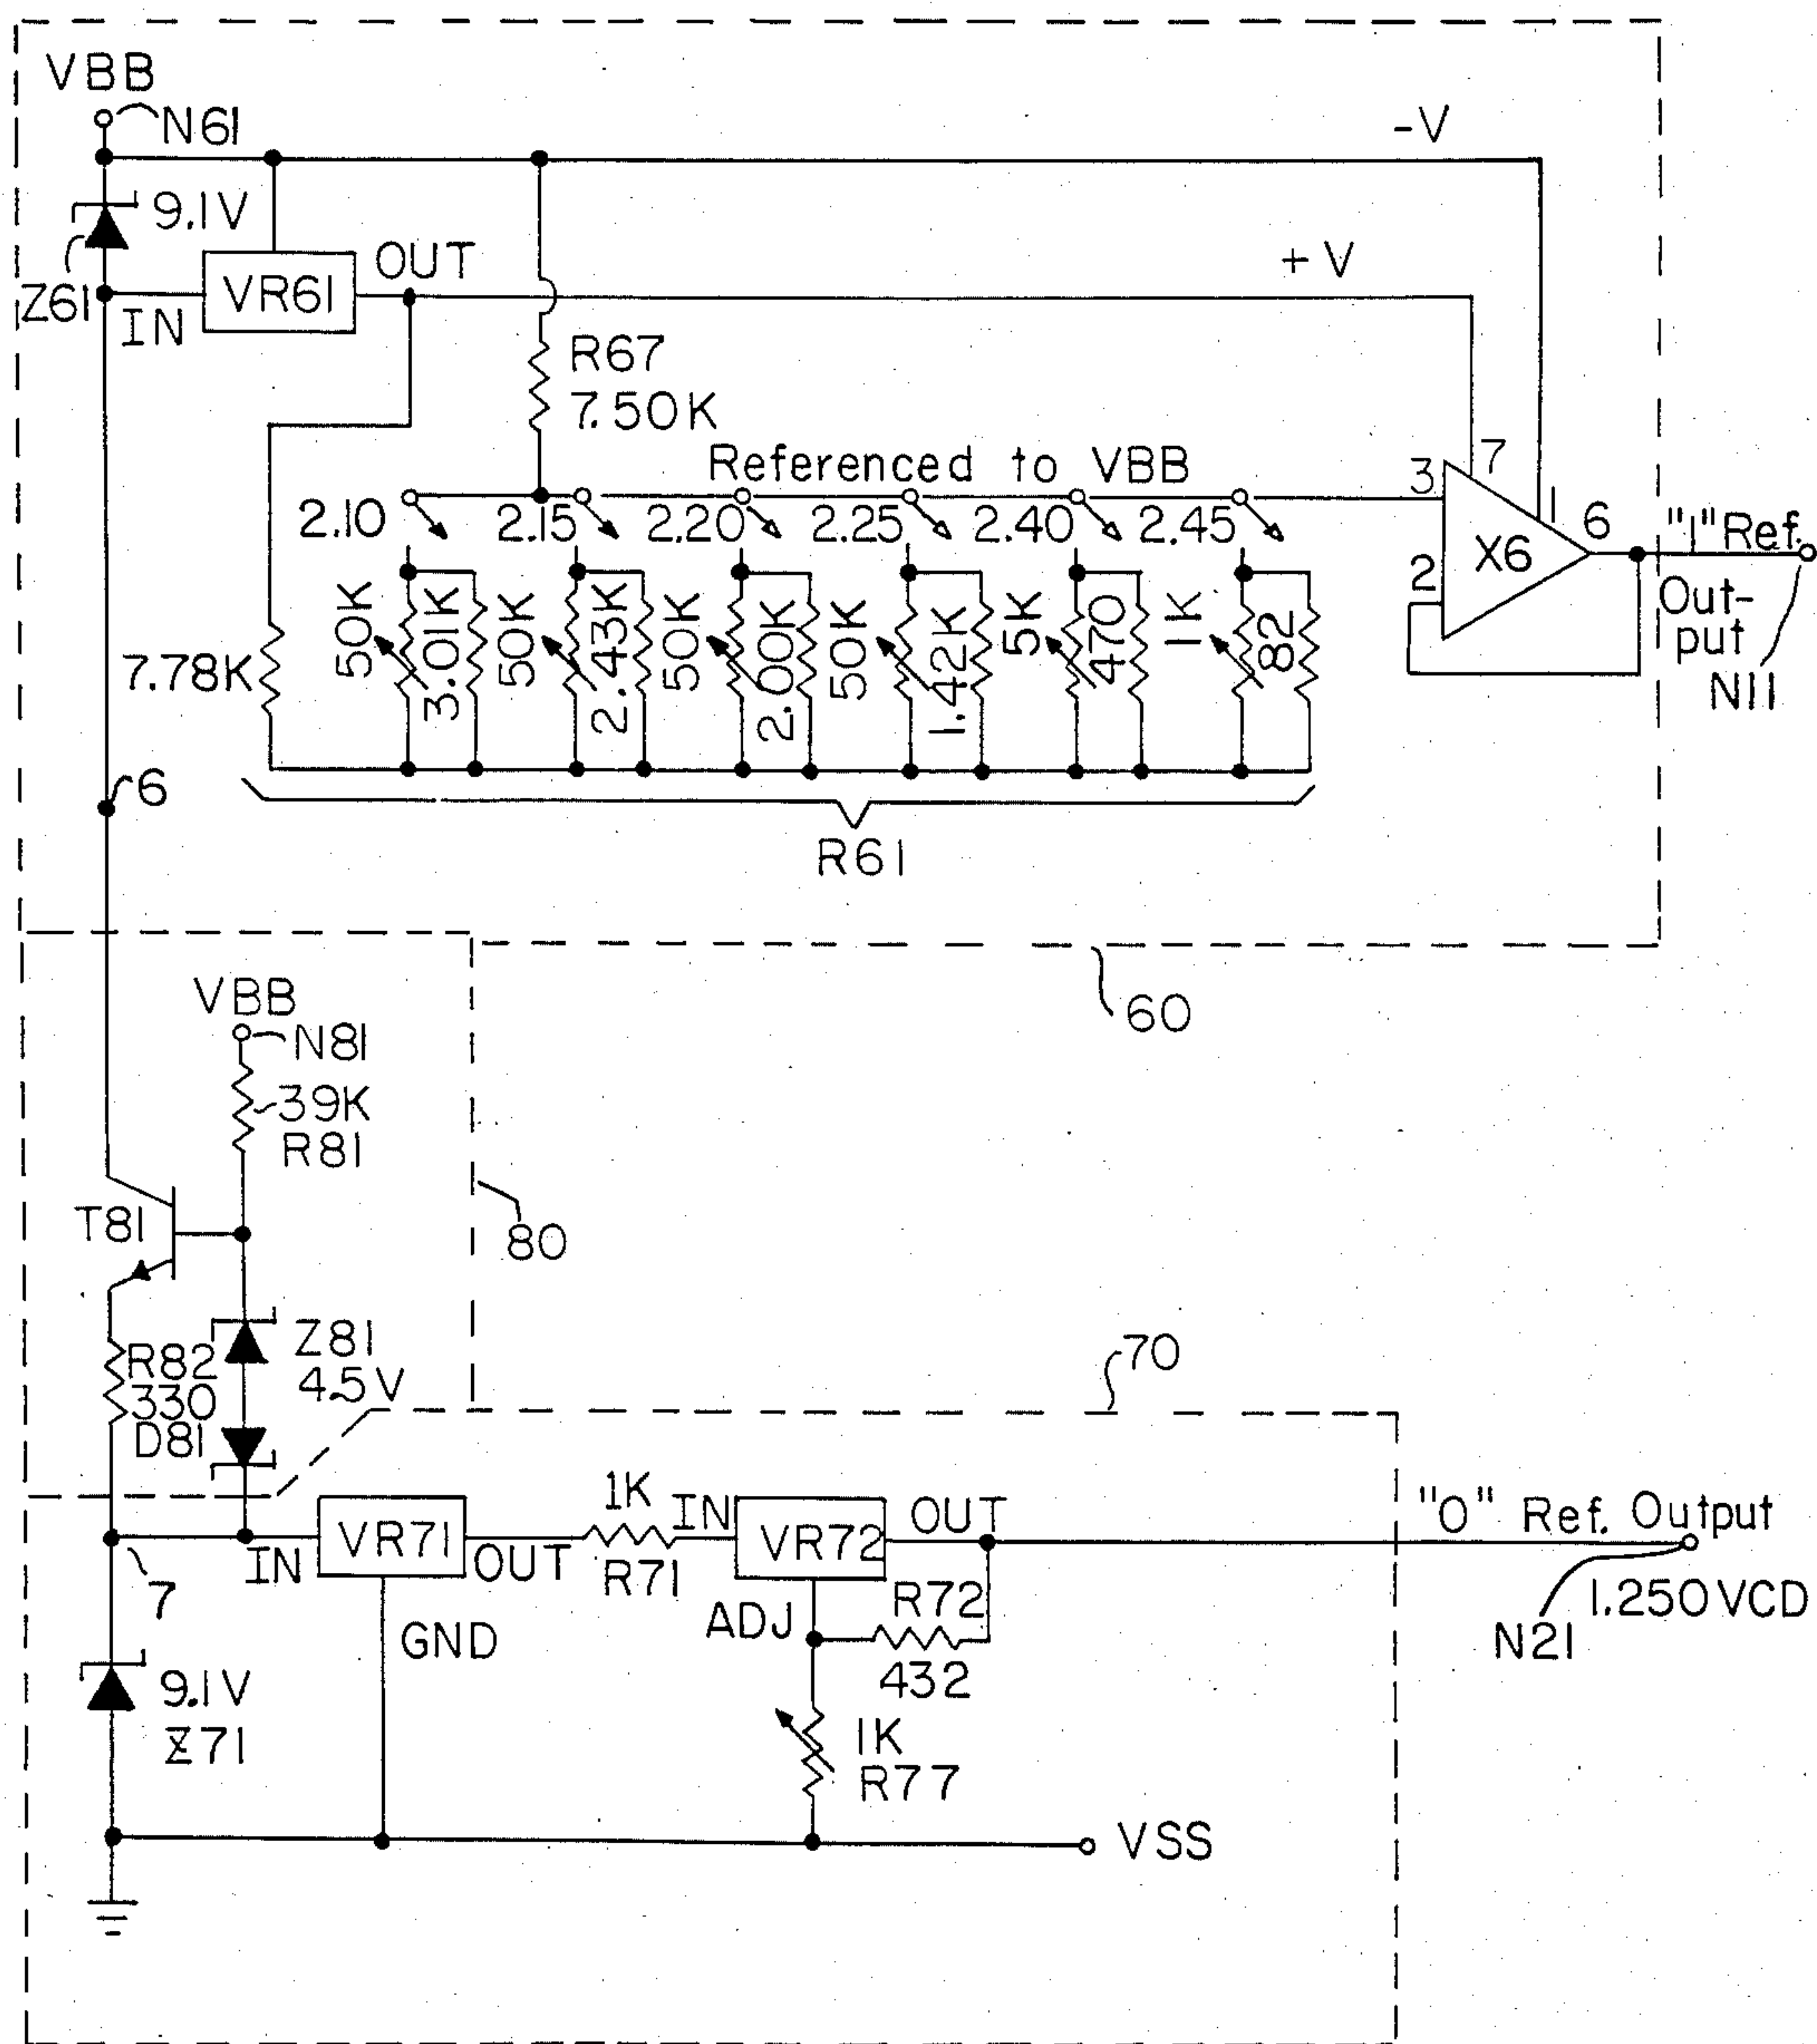 VBB
N61
-V
9.1V
OUT
+V
Z61
VR61
IN
R67
7.50K
Referenced to VBB
3
7
1
6
"1" Ref.
2.10
2.15
2.20
2.25
2.40
2.45
X6
2
Out-
put
N11
7.78K
50K
3.01K
50K
2.43K
50K
2.00K
50K
1.42K
5K
470
1K
82
6
R61
60
VBB
N81
39K
R81
T81
80
Z81
4.5V
R82
330
D81
70
1K
IN
OUT
"0" Ref. Output
VR71
VR72
IN
OUT
R71
7
R72
1.250VCD
ADJ
GND
N21
432
9.1V
Z71
1K
R77
VSS